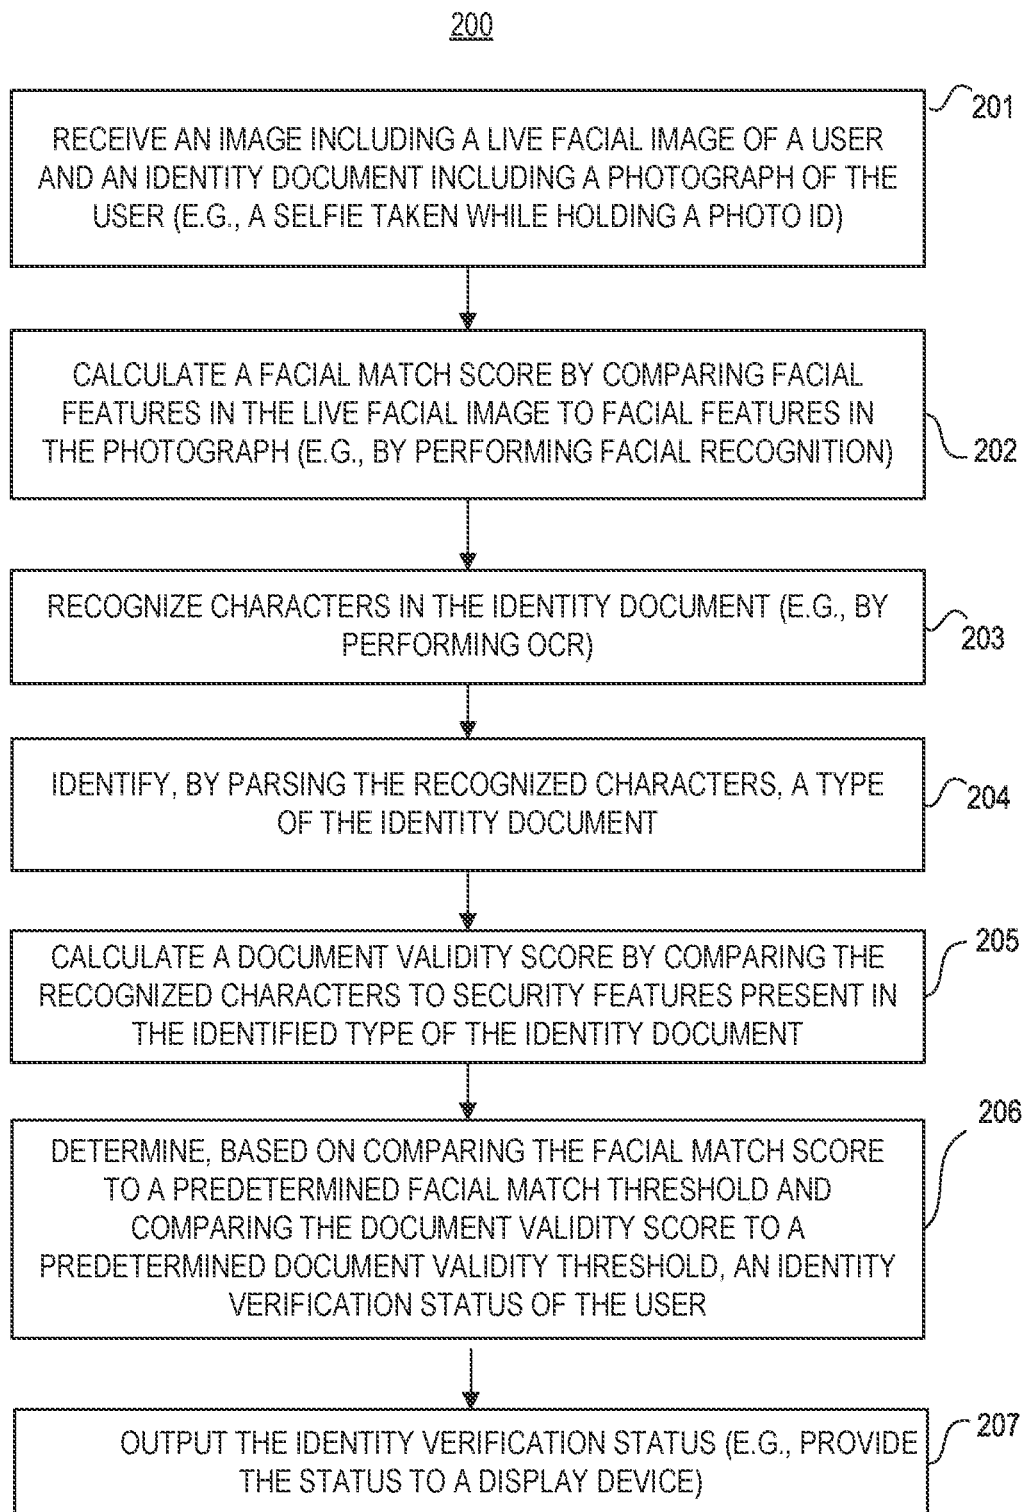 200
201
RECEIVE AN IMAGE INCLUDING A LIVE FACIAL IMAGE OF A USER
AND AN IDENTITY DOCUMENT INCLUDING A PHOTOGRAPH OF THE
USER (E.G., A SELFIE TAKEN WHILE HOLDING A PHOTO ID)
CALCULATE A FACIAL MATCH SCORE BY COMPARING FACIAL
FEATURES IN THE LIVE FACIAL IMAGE TO FACIAL FEATURES IN
THE PHOTOGRAPH (E.G., BY PERFORMING FACIAL RECOGNITION)
202
RECOGNIZE CHARACTERS IN THE IDENTITY DOCUMENT (E.G., BY
PERFORMING OCR)
203
IDENTIFY, BY PARSING THE RECOGNIZED CHARACTERS, A TYPE
OF THE IDENTITY DOCUMENT
204
CALCULATE A DOCUMENT VALIDITY SCORE BY COMPARING THE
RECOGNIZED CHARACTERS TO SECURITY FEATURES PRESENT IN
THE IDENTIFIED TYPE OF THE IDENTITY DOCUMENT
205
DETERMINE, BASED ON COMPARING THE FACIAL MATCH SCORE
TO A PREDETERMINED FACIAL MATCH THRESHOLD AND
COMPARING THE DOCUMENT VALIDITY SCORE TO A
PREDETERMINED DOCUMENT VALIDITY THRESHOLD, AN IDENTITY
VERIFICATION STATUS OF THE USER
206
OUTPUT THE IDENTITY VERIFICATION STATUS (E.G., PROVIDE
THE STATUS TO A DISPLAY DEVICE)
207